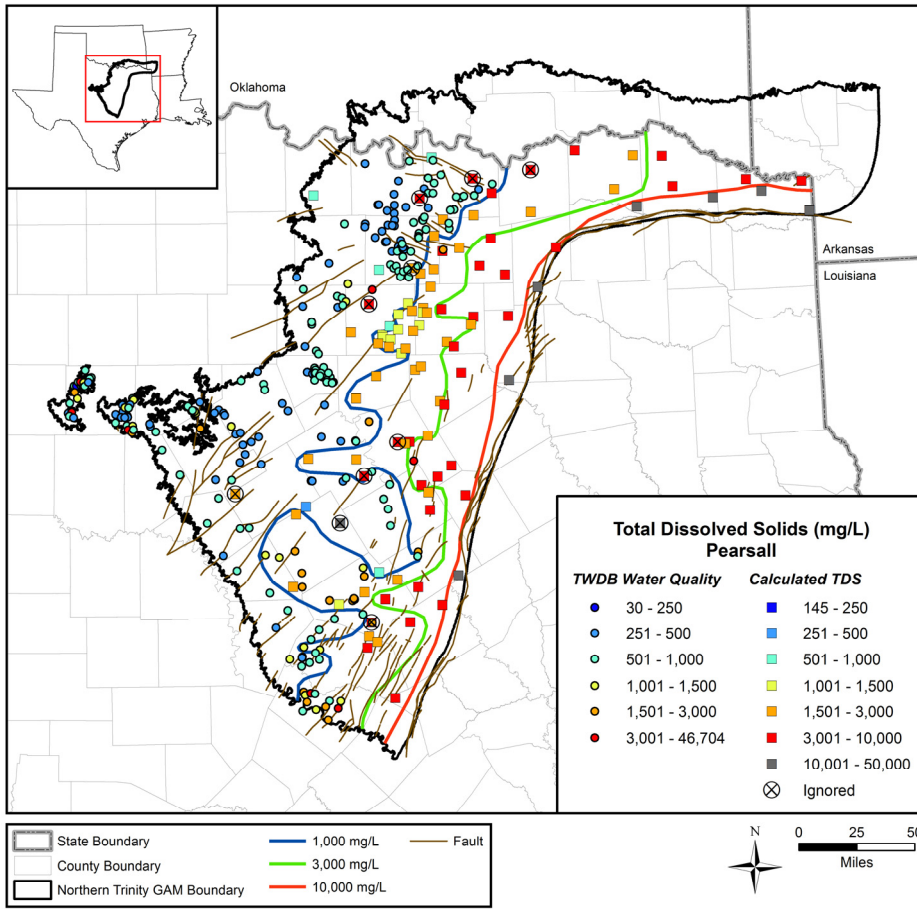 Oklahoma
Arkansas
Louisiana
Total Dissolved Solids (mg/L)
Pearsall
TWDB Water Quality Calculated TDS
30 - 250 145 - 250
251 - 500 251 - 500
501 - 1,000 501 - 1,000
1,001 - 1,500 1,001 - 1,500
1,501 - 3,000 1,501 - 3,000
3,001 - 46,704 3,001 - 10,000
10,001 - 50,000
Ignored
State Boundary 1,000 mg/L Fault
County Boundary 3,000 mg/L
Northern Trinity GAM Boundary 10,000 mg/L
N
0 25 50
Miles